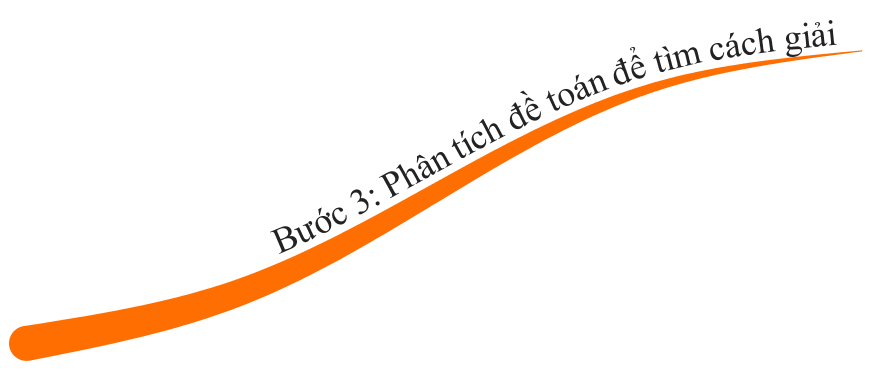 Bước 3: Phân tích đề toán để tìm cách giải